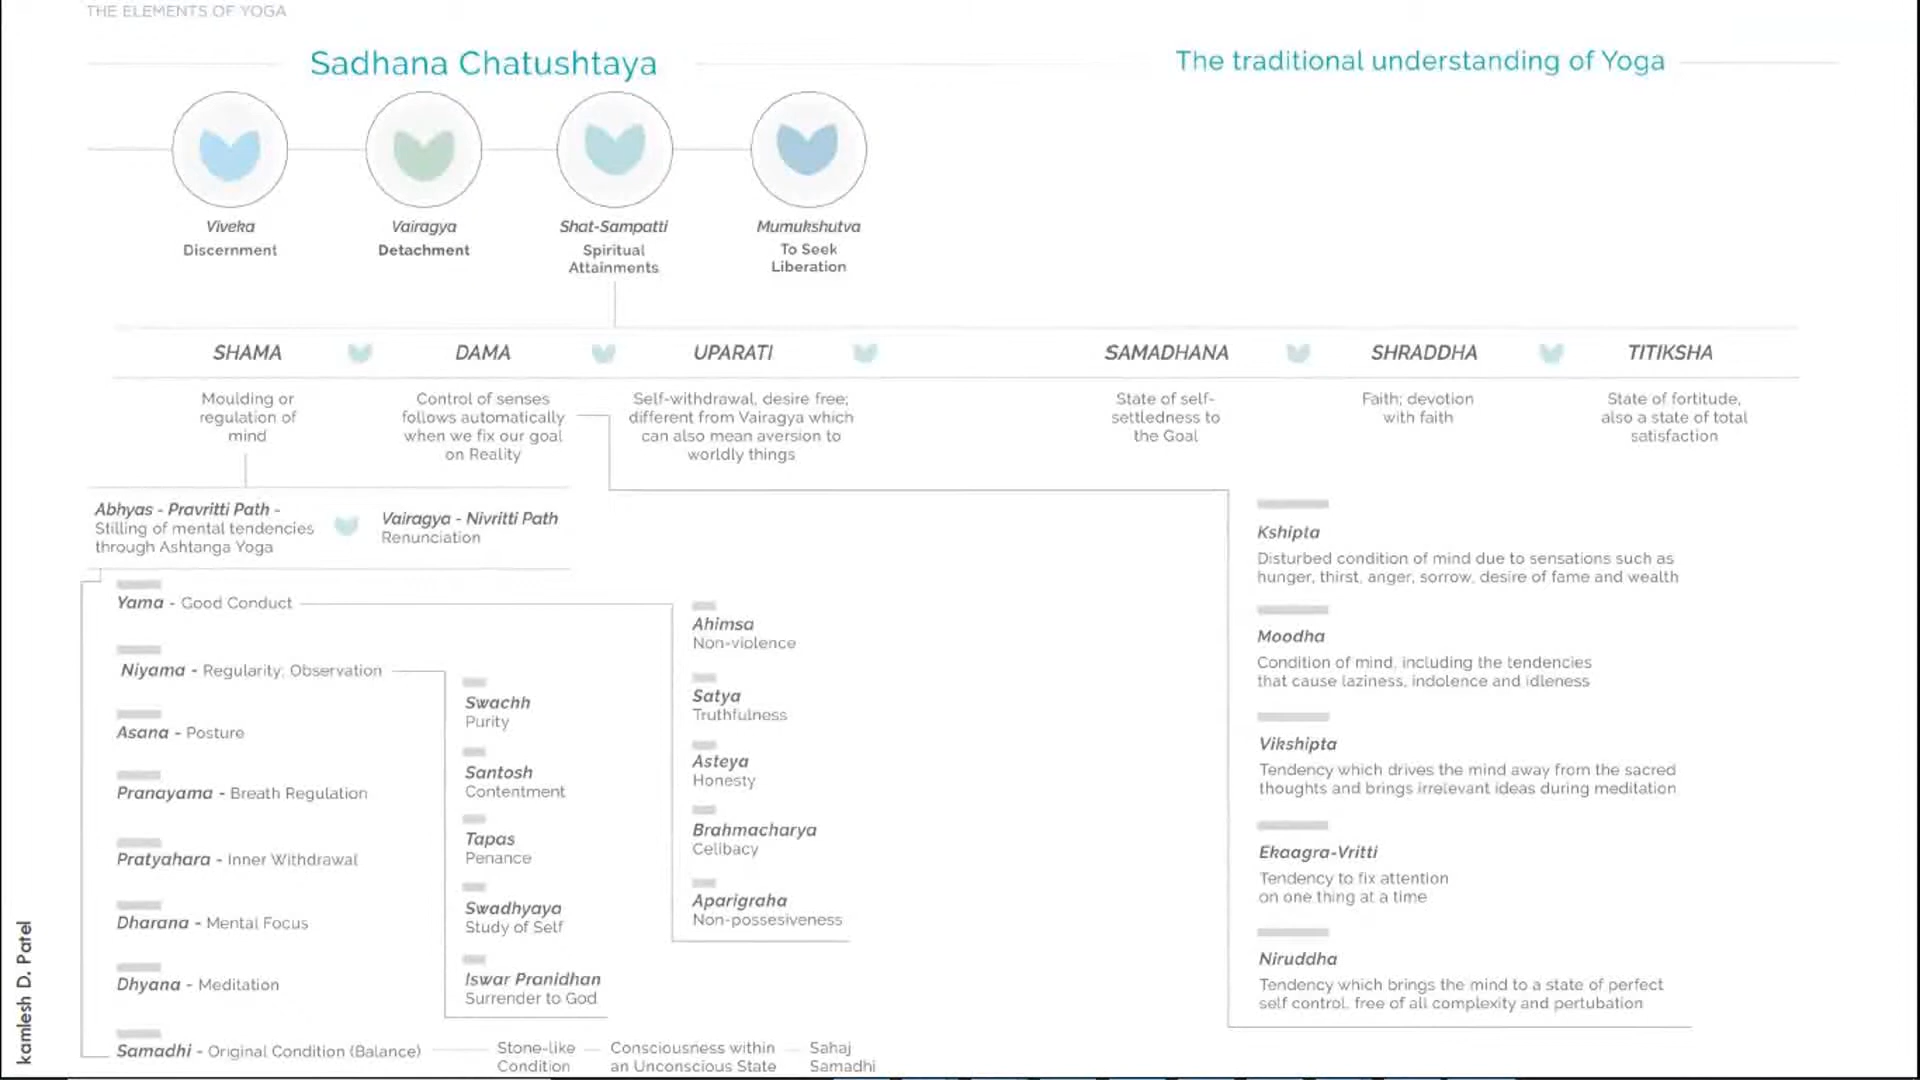 THE ELEMENTS OF YOGA
Sadhana Chatushtaya
The traditional understanding of Yoga
Viveka
Discernment
Vairagya
Detachment
Shat-Sampatti
Spiritual
Attainments
Mumukshutva
To Seek
Liberation
SHAMA
DAMA
UPARATI
SAMADHANA
SHRADDHA
TITIKSHA
Moulding or
regulation of
mind
Control of senses
follows automatically
when we fix our goal
on Reality
Self-withdrawal, desire free;
different from Vairagya which
can also mean aversion to
worldly things
State of self-
settledness to
the Goal
Faith; devotion
with faith
State of fortitude,
also a state of total
satisfaction
Abhyas - Pravritti Path -
Stilling of mental tendencies
through Ashtanga Yoga
Vairagya - Nivritti Path
Renunciation
Yama - Good Conduct
Niyama - Regularity; Observation
Asana - Posture
Pranayama - Breath Regulation
Pratyahara - Inner Withdrawal
Dharana - Mental Focus
Dhyana - Meditation
Samadhi - Original Condition (Balance)
Stone-like
Condition
Consciousness within
an Unconscious State
Sahaj
Samadhi
Swachh
Purity
Santosh
Contentment
Tapas
Penance
Swadhyaya
Study of Self
Iswar Pranidhan
Surrender to God
Ahimsa
Non-violence
Satya
Truthfulness
Asteya
Honesty
Brahmacharya
Celibacy
Aparigraha
Non-possesiveness
Kshipta
Disturbed condition of mind due to sensations such as
hunger, thirst, anger, sorrow, desire of fame and wealth
Moodha
Condition of mind, including the tendencies
that cause laziness, indolence and idleness
Vikshipta
Tendency which drives the mind away from the sacred
thoughts and brings irrelevant ideas during meditation
Ekaagra-Vritti
Tendency to fix attention
on one thing at a time
Niruddha
Tendency which brings the mind to a state of perfect
self control, free of all complexity and pertubation
kamlesh D. Patel